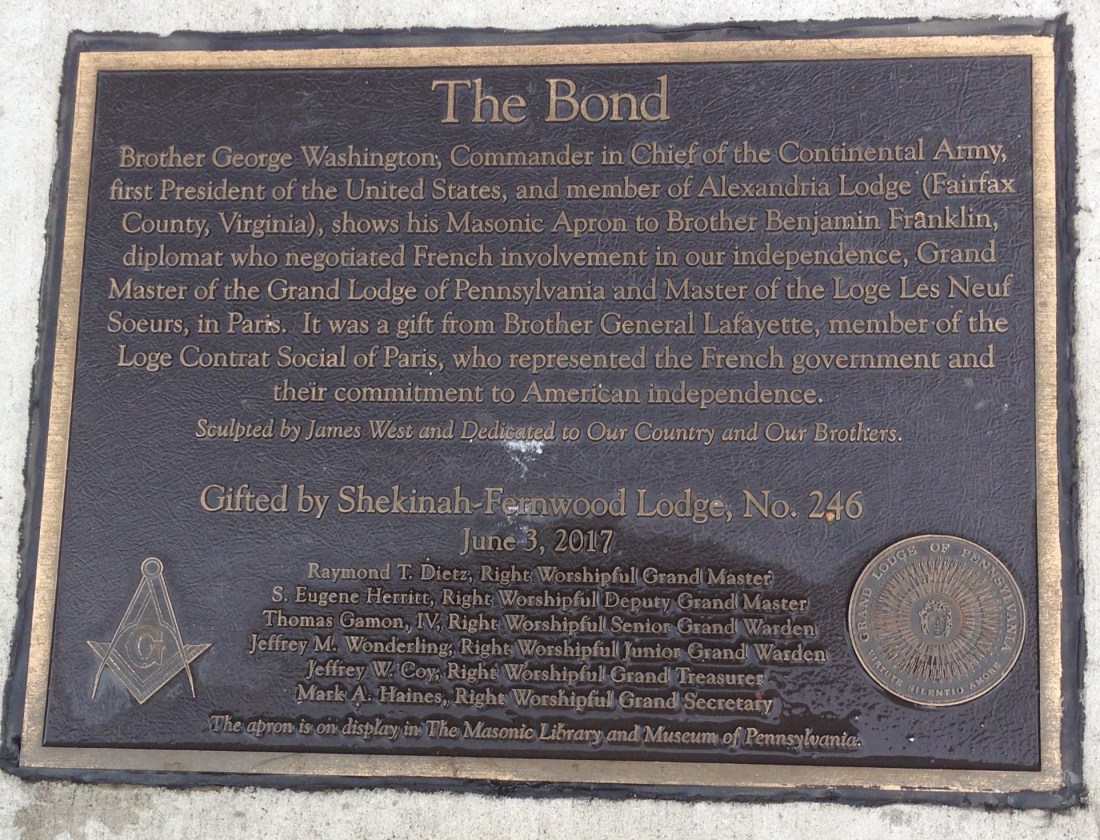 The Bond
Brother George Washington, Commander in Chief of the Continental Army,
first President of the United States, and member of Alexandria Lodge (Fairfax
County, Virginia), shows his Masonic Apron to Brother Benjamin Franklin,
diplomat who negotiated French involvement in our independence, Grand
Master of the Grand Lodge of Pennsylvania and Master of the Loge Les Neuf
Soeurs, in Paris. It was a gift from Brother General Lafayette, member of the
Loge Contrat Social of Paris, who represented the French government and
their commitment to American independence.
Sculpted by James West and Dedicated to Our Country and Our Brothers.
Gifted by Shekinah-Fernwood Lodge, No. 246
June 3, 2017
Raymond T. Dietz, Right Worshipful Grand Master
S. Eugene Herritt, Right Worshipful Deputy Grand Master
Thomas Gamon, IV, Right Worshipful Senior Grand Warden
Jeffrey M. Wonderling, Right Worshipful Junior Grand Warden
Jeffrey W. Coy, Right Worshipful Grand Treasurer
Mark A. Haines, Right Worshipful Grand Secretary
The apron is on display in The Masonic Library and Museum of Pennsylvania.
G
GRAND LODGE OF PENNSYLVANIA
VIRTUTE SILENTIO AMORE